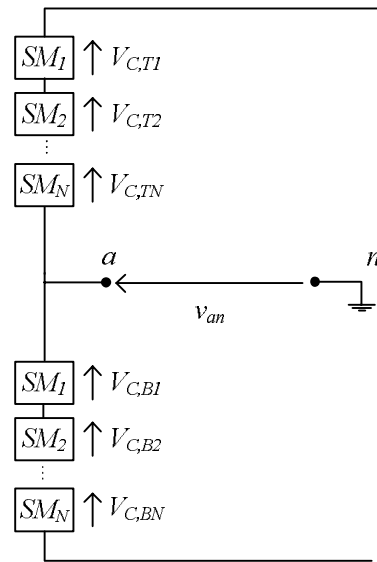 SM1 VC,T1
SM2 VC,T2
⋮
SMN VC,TN
a n
van
SM1 VC,B1
SM2 VC,B2
⋮
SMN VC,BN